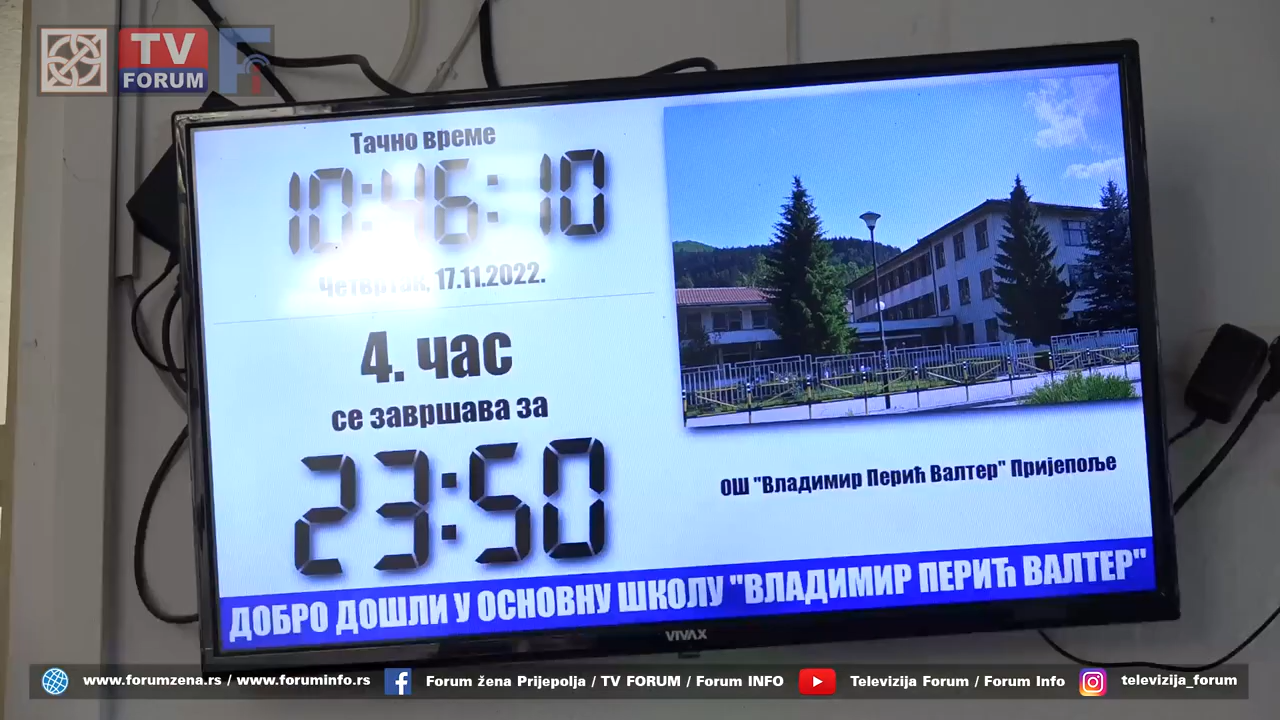 TV
FORUM
Тачно време
10:46:10
Четвртак, 17.11.2022.
4. час
се завршава за
23:50
ош "Владимир Перић Валтер" Пријепоље
ДОБРО ДОШЛИ У ОСНОВНУ ШКОЛУ "ВЛАДИМИР ПЕРИЋ ВАЛТЕР"
VIVAX
www.forumzena.rs / www.foruminfo.rs
Forum žena Prijepolja / TV FORUM / Forum INFO
Televizija Forum / Forum Info
televizija_forum